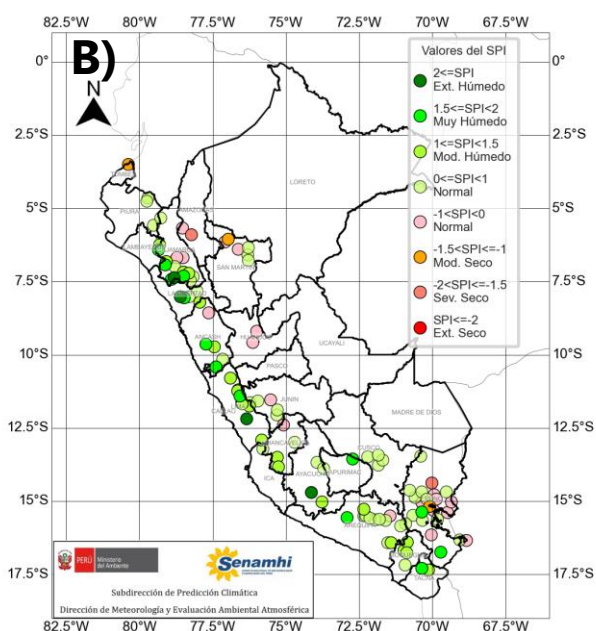 82.5°W 80°W 77.5°W 75°W 72.5°W 70°W 67.5°W
B)
N
0°
2.5°S
5°S
7.5°S
10°S
12.5°S
15°S
17.5°S
0°
2.5°S
5°S
7.5°S
10°S
12.5°S
15°S
17.5°S
Valores del SPI
2<=SPI
Ext. Húmedo
1.5<=SPI<2
Muy Húmedo
1<=SPI<1.5
Mod. Húmedo
0<=SPI<1
Normal
-1<SPI<0
Normal
-1.5<SPI<=-1
Mod. Seco
-2<SPI<=-1.5
Sev. Seco
SPI<=-2
Ext. Seco
LORETO
PIURA
SAN MARTIN
ANCASH
UCAYALI
PASCO
JUNIN
MADRE DE DIOS
CUSCO
ICA
AYACUCHO
TACNA
PERÚ
Ministerio
del Ambiente
Senamhi
Subdirección de Predicción Climática
Dirección de Meteorología y Evaluación Ambiental Atmosférica
82.5°W 80°W 77.5°W 75°W 72.5°W 70°W 67.5°W